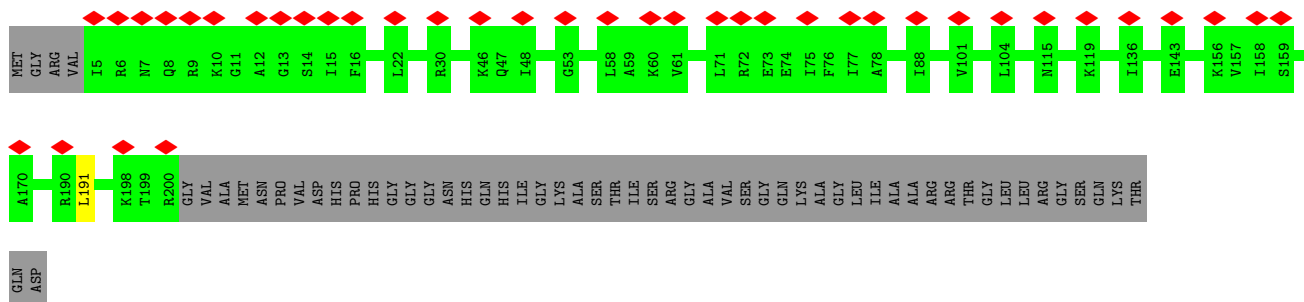 MET GLY ARG VAL I5 R6 N7 Q8 R9 K10 G11 A12 G13 S14 I15 F16 L22 R30 K46 Q47 I48 G53 L58 A59 K60 V61 L71 R72 E73 E74 I75 F76 I77 A78 I88 V101 L104 N115 K119 I136 E143 K156 V157 I158 S159
A170 R190 L191 K198 T199 R200 GLY VAL ALA MET ASN PRO VAL ASP HIS PRO HIS GLY GLY GLY ASN HIS GLN HIS ILE GLY LYS ALA SER THR ILE SER ARG GLY ALA VAL SER GLY GLN LYS ALA GLY LEU ILE ALA ALA ARG ARG THR GLY LEU LEU ARG GLY SER GLN LYS THR
GLN ASP